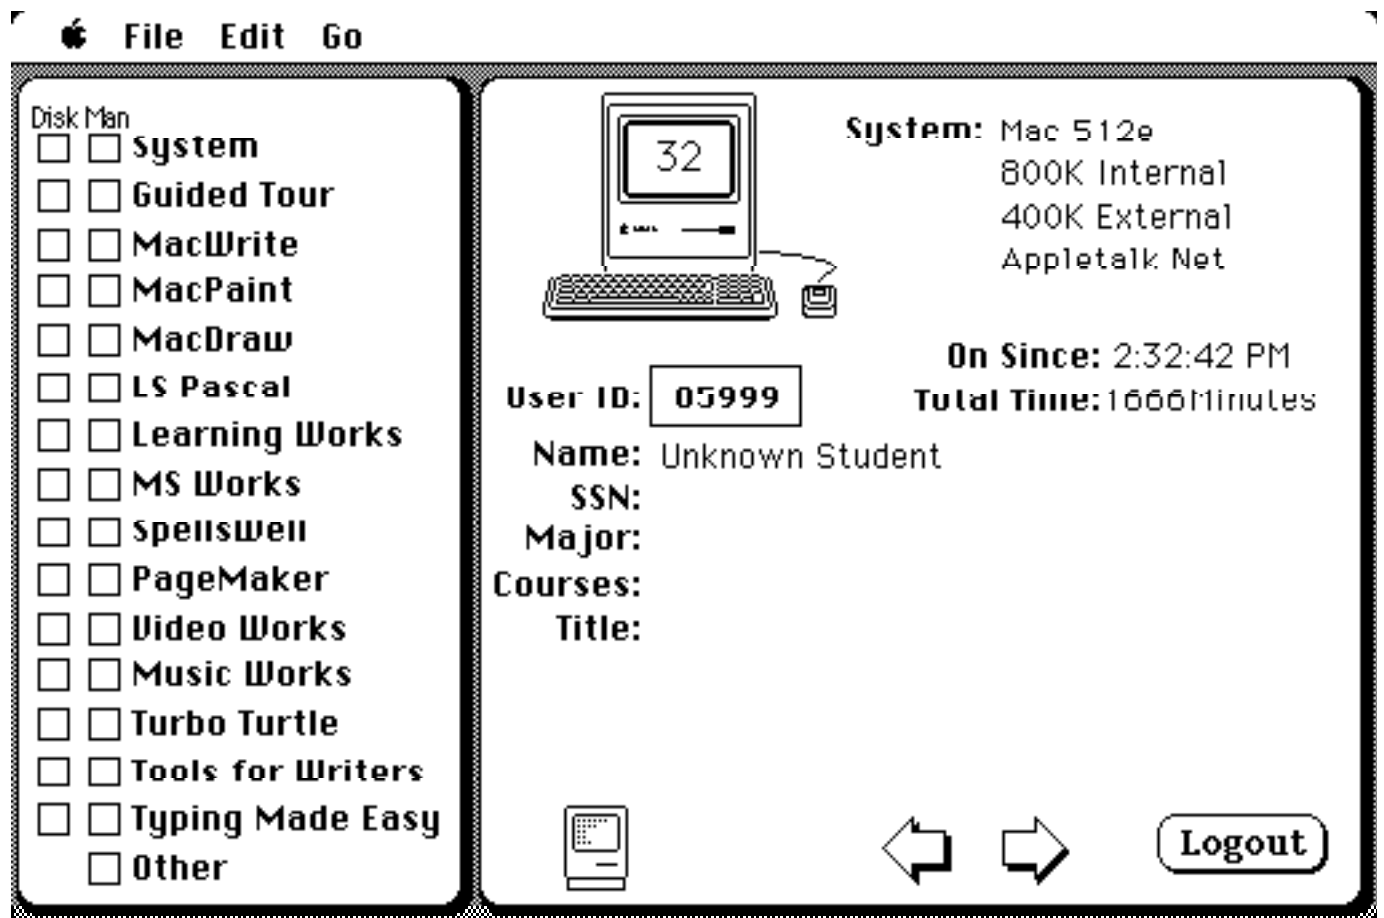 File Edit Go
Disk Man
System
Guided Tour
MacWrite
MacPaint
MacDraw
LS Pascal
Learning Works
MS Works
Spellswell
PageMaker
Video Works
Music Works
Turbo Turtle
Tools for Writers
Typing Made Easy
Other
32
System: Mac 512e
800K Internal
400K External
Appletalk Net
On Since: 2:32:42 PM
Total Time: 1666Minutes
User ID: 05999
Name: Unknown Student
SSN:
Major:
Courses:
Title:
Logout